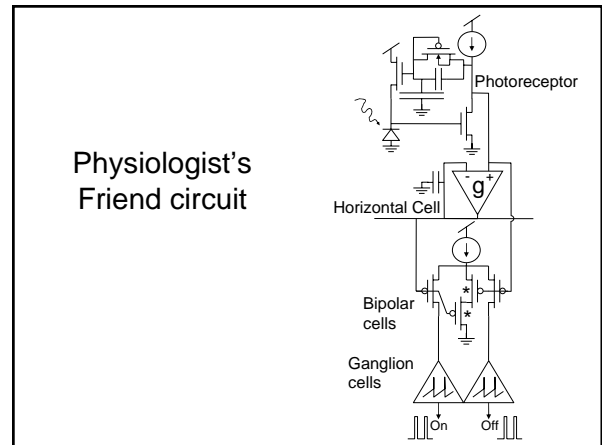 Physiologist's
Friend circuit
Photoreceptor
- g +
Horizontal Cell
*
*
Bipolar
cells
Ganglion
cells
On Off